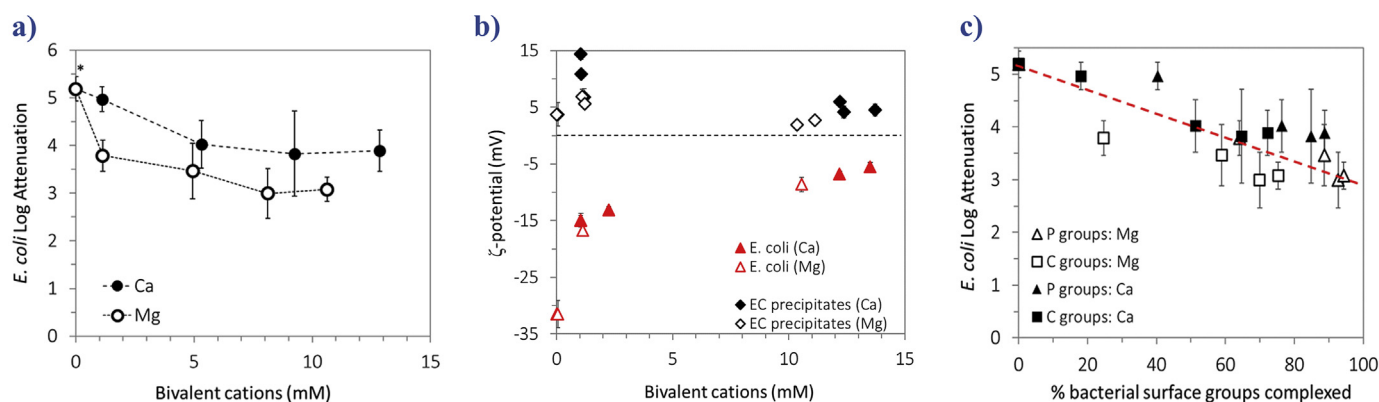 a)
6
5
4
3
2
1
0
*
E. coli Log Attenuation
Ca
Mg
0
5
10
15
Bivalent cations (mM)
b)
15
5
-5
-15
-25
-35
ζ-potential (mV)
E. coli (Ca)
E. coli (Mg)
EC precipitates (Ca)
EC precipitates (Mg)
0
5
10
15
Bivalent cations (mM)
c)
5
4
3
2
1
0
E. coli Log Attenuation
P groups: Mg
C groups: Mg
P groups: Ca
C groups: Ca
0
20
40
60
80
100
% bacterial surface groups complexed